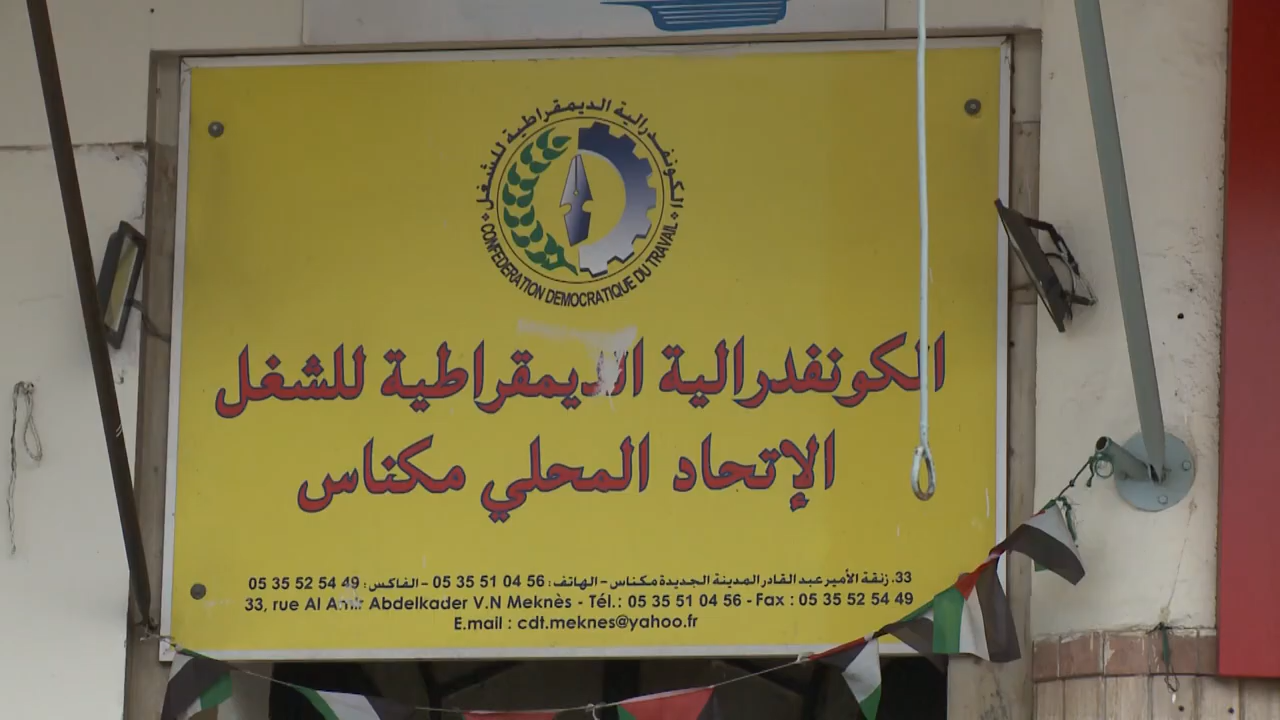 الكونفدرالية الديمقراطية للشغل
CONFEDERATION DEMOCRATIQUE DU TRAVAIL
الكونفدرالية الديمقراطية للشغل
الإتحاد المحلي مكناس
33. زنقة الأمير عبد القادر المدينة الجديدة مكناس - الهاتف : 56 04 51 35 05 - الفاكس : 49 54 52 35 05
33, rue Al Amir Abdelkader V.N Meknès - Tél. : 05 35 51 04 56 - Fax : 05 35 52 54 49
E.mail : cdt.meknes@yahoo.fr